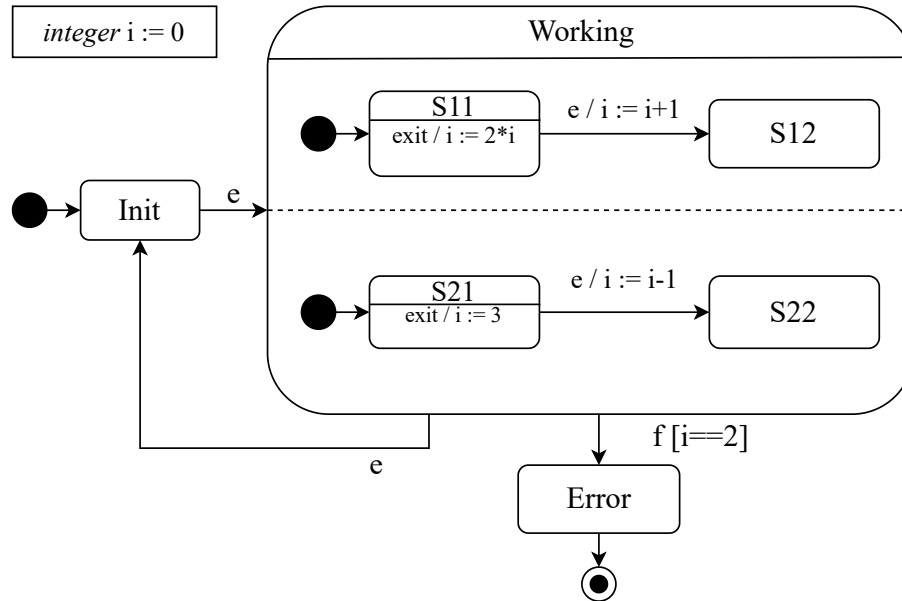 integer i := 0
Working
S11
exit / i := 2*i
e / i := i+1
S12
Init
e
S21
exit / i := 3
e / i := i-1
S22
e
f [i==2]
Error